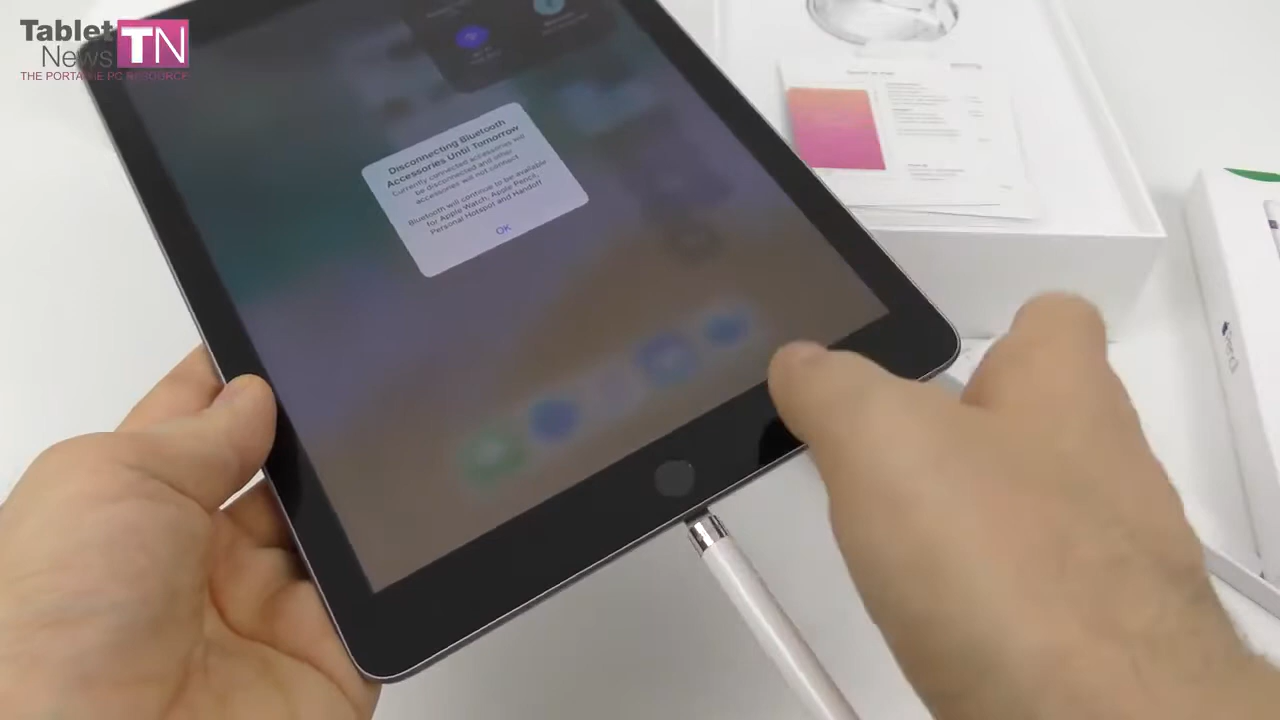 Tablet
News TN
THE PORTABLE PC RESOURCE
Disconnecting Bluetooth
Accessories Until Tomorrow
Currently connected accessories will
be disconnected and other
accessories will not connect
Bluetooth will continue to be available
for Apple Watch, Apple Pencil,
Personal Hotspot and Handoff
OK